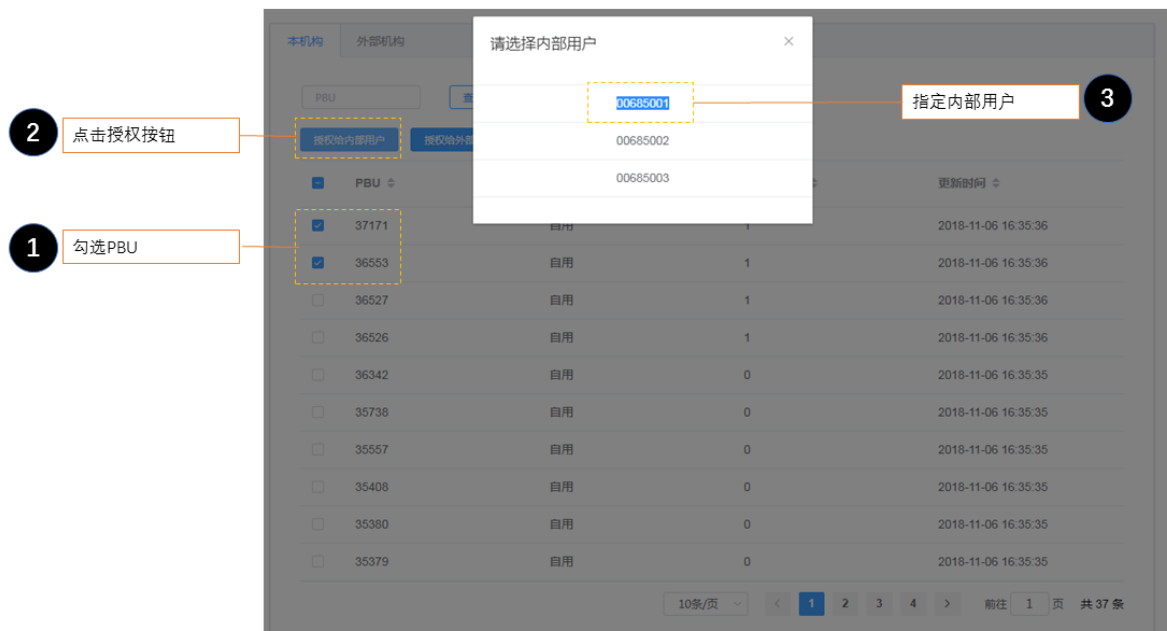 本机构 外部机构
请选择内部用户 ×
PBU
00685001
指定内部用户 3
2 点击授权按钮
授权给内部用户 授权给外部
00685002
00685003
PBU 更新时间
37171 自用 1 2018-11-06 16:35:36
1 勾选PBU
36553 自用 1 2018-11-06 16:35:36
36527 自用 1 2018-11-06 16:35:36
36526 自用 1 2018-11-06 16:35:36
36342 自用 0 2018-11-06 16:35:35
35738 自用 0 2018-11-06 16:35:35
35557 自用 0 2018-11-06 16:35:35
35408 自用 0 2018-11-06 16:35:35
35380 自用 0 2018-11-06 16:35:35
35379 自用 0 2018-11-06 16:35:35
10条/页 < 1 2 3 4 > 前往 1 页 共 37 条